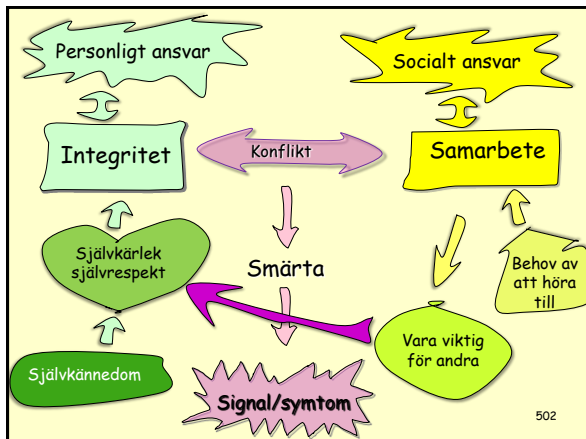 Personligt ansvar
Socialt ansvar
Integritet
Konflikt
Samarbete
Självkärlek
självrespekt
Smärta
Behov av
att höra
till
Vara viktig
för andra
Självkännedom
Signal/symtom
502